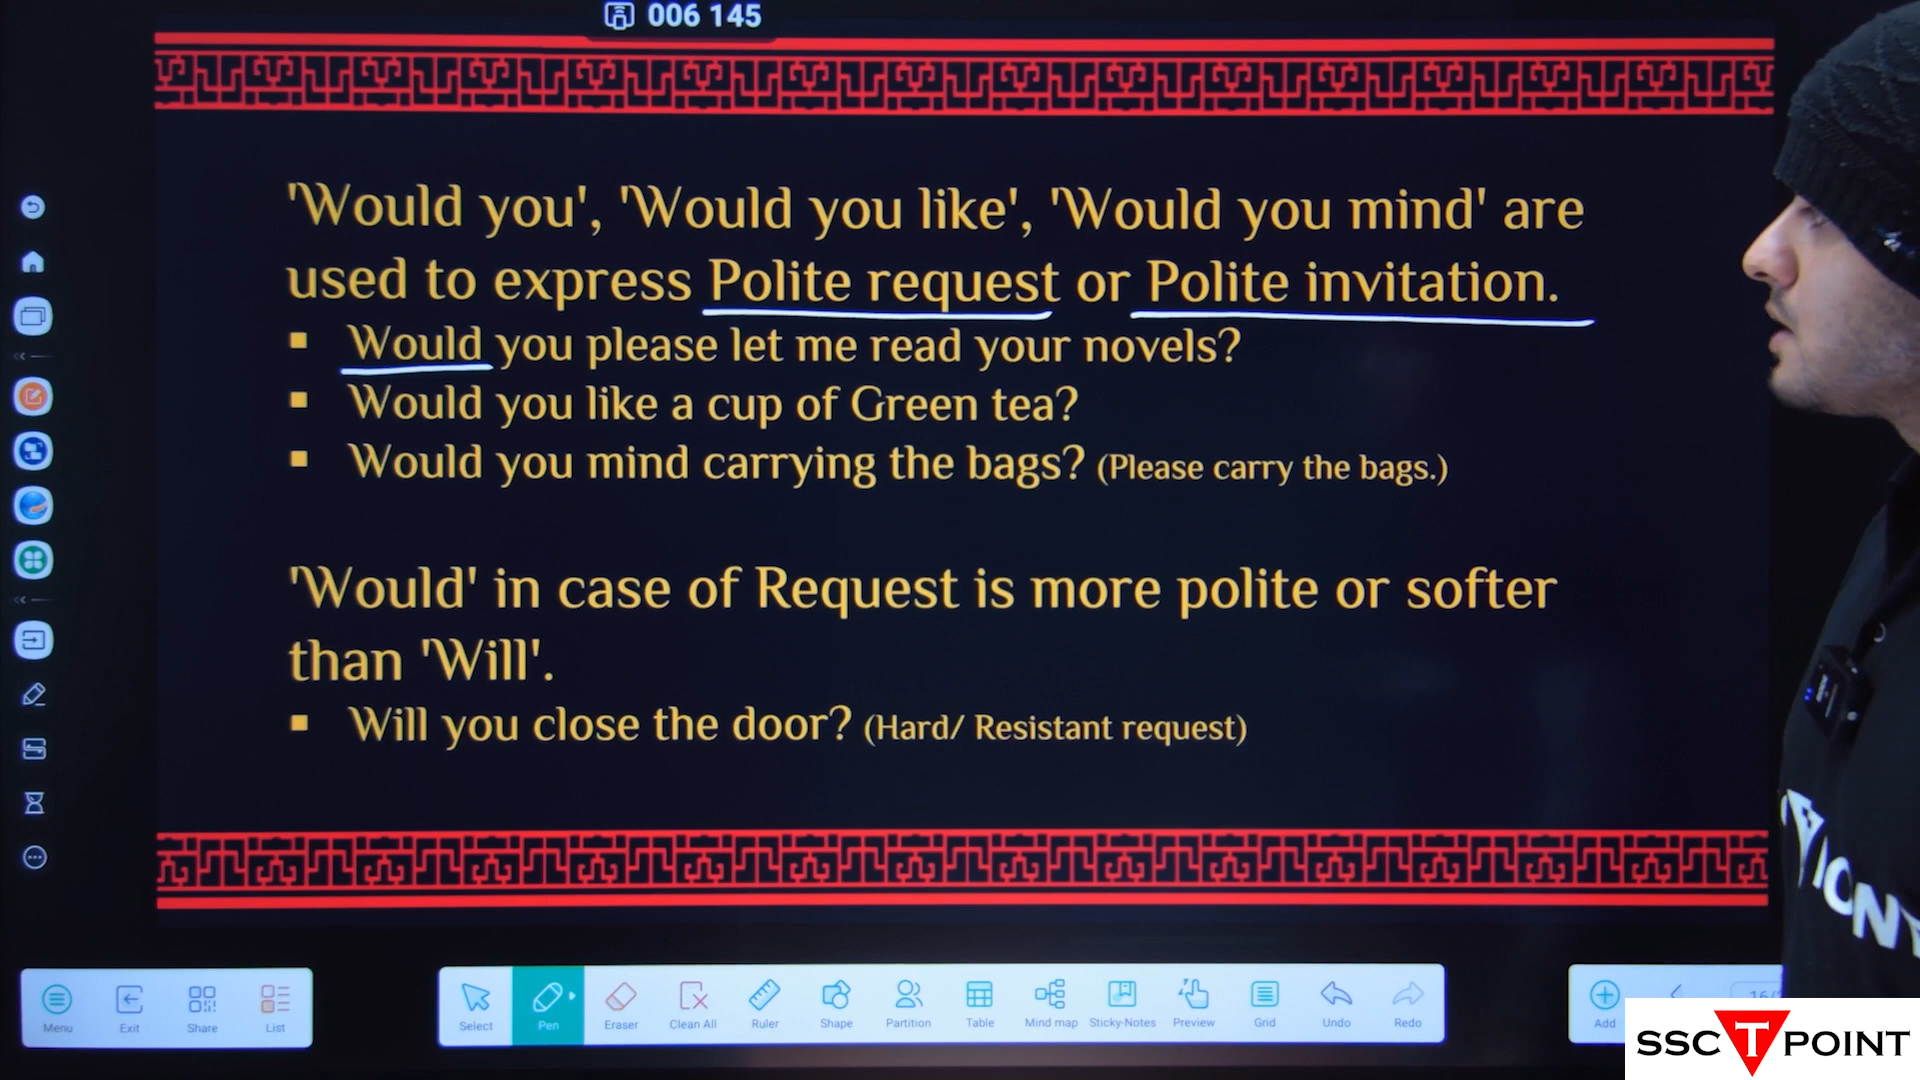 006 145
'Would you', 'Would you like', 'Would you mind' are
used to express Polite request or Polite invitation.
▪ Would you please let me read your novels?
▪ Would you like a cup of Green tea?
▪ Would you mind carrying the bags? (Please carry the bags.)
'Would' in case of Request is more polite or softer
than 'Will'.
▪ Will you close the door? (Hard/ Resistant request)
Menu Exit Share List
Select Pen Eraser Clean All Ruler Shape Partition Table Mind map Sticky-Notes Preview Grid Undo Redo
Add
SSC T POINT